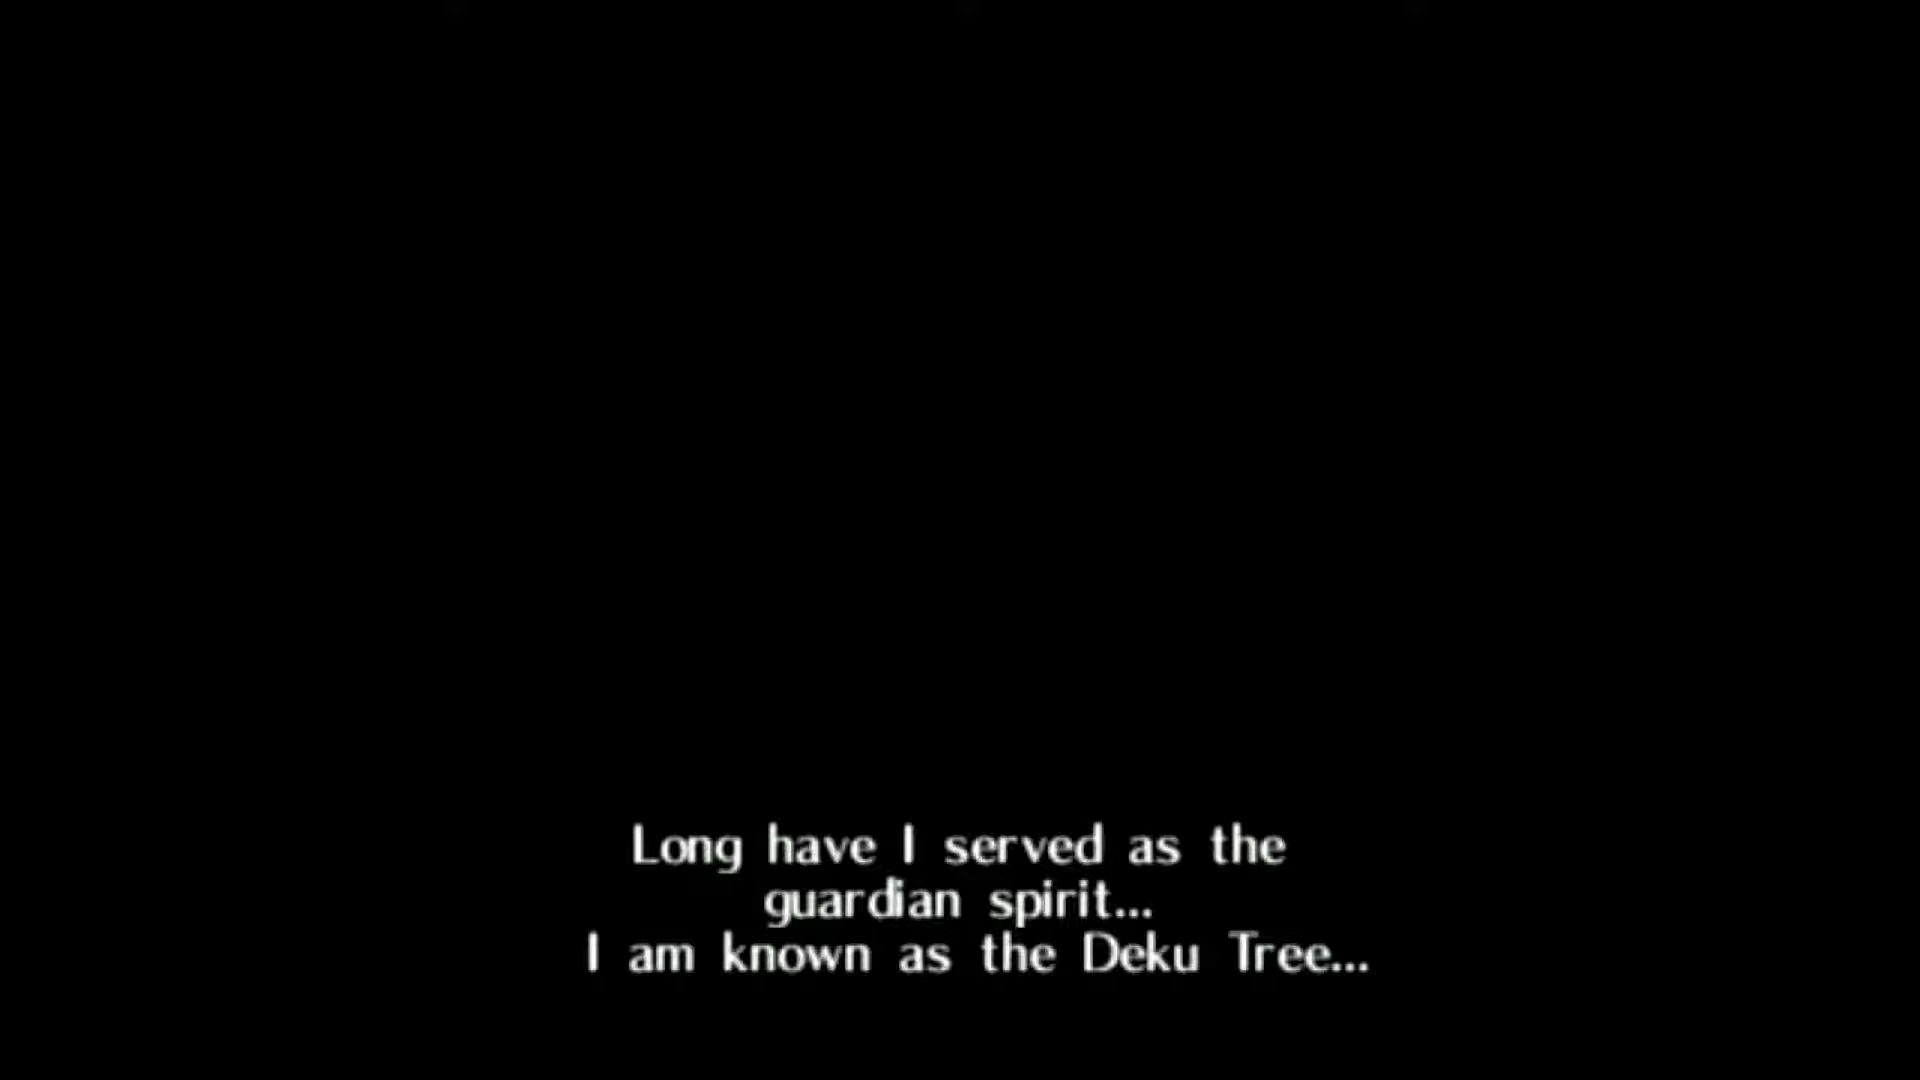 Long have I served as the
guardian spirit...
I am known as the Deku Tree...